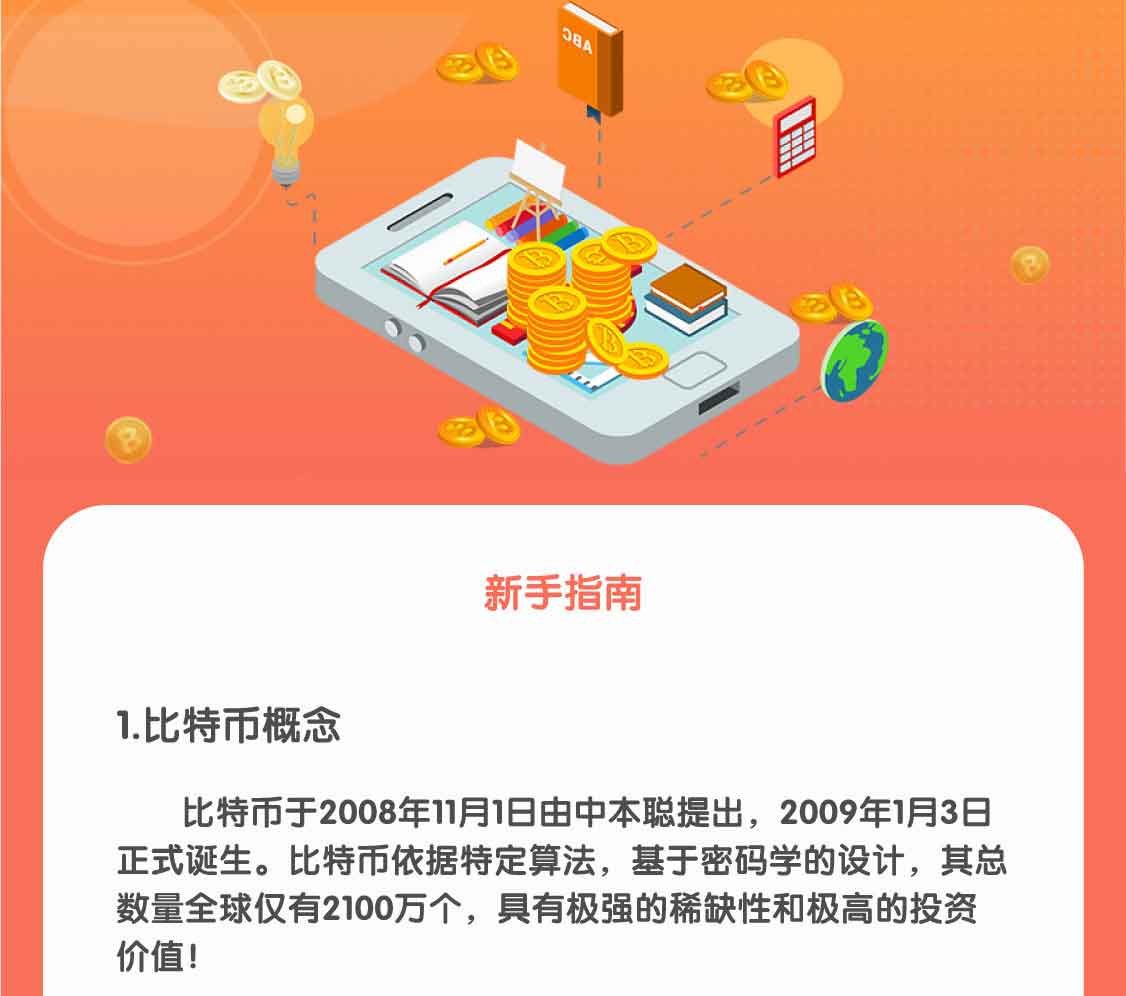 ABC
新手指南
1.比特币概念
比特币于2008年11月1日由中本聪提出，2009年1月3日
正式诞生。比特币依据特定算法，基于密码学的设计，其总
数量全球仅有2100万个，具有极强的稀缺性和极高的投资
价值！